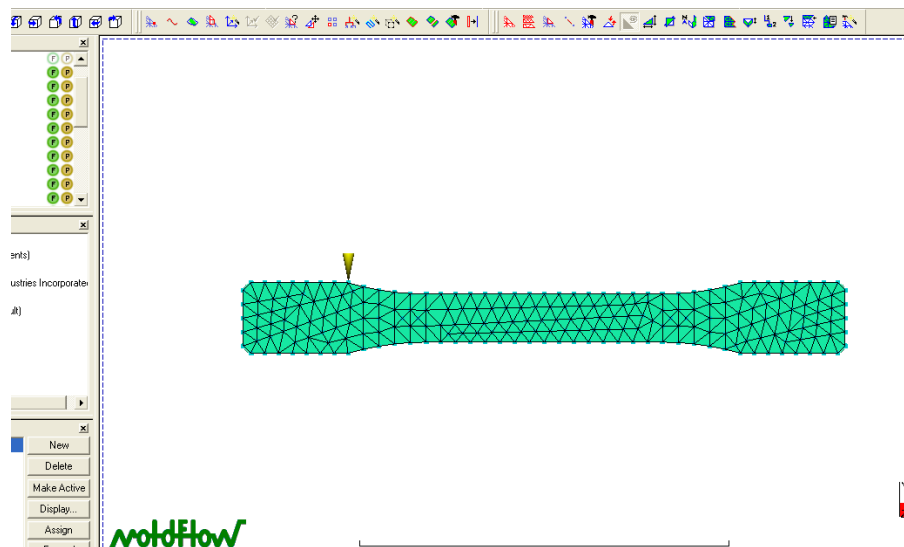 F P
F P
F P
F P
F P
F P
F P
F P
F P
F P
F P
ents)
ustries Incorporate
ult)
New
Delete
Make Active
Display...
Assign
moldflow